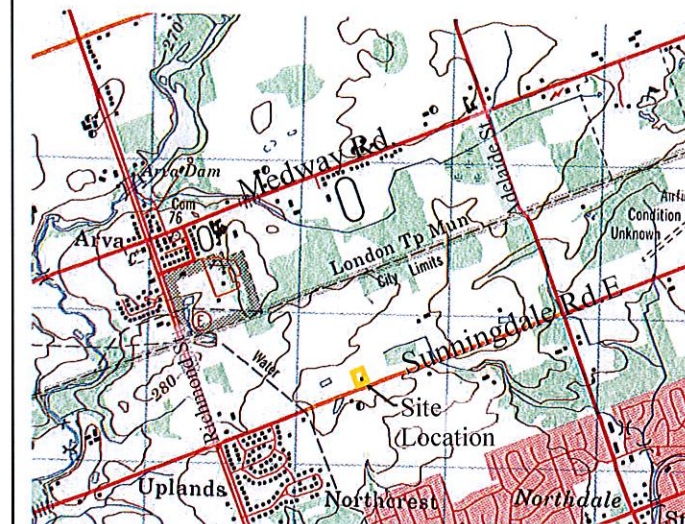 270
Arva Dam
Medway Rd.
Adelaide St.
Com
76
Arva
London Tp Mun
City Limits
Condition
Unknown
Sunningdale Rd E
E
Water
280
Richmond St.
Site
Location
Uplands
Northcrest
Northdale